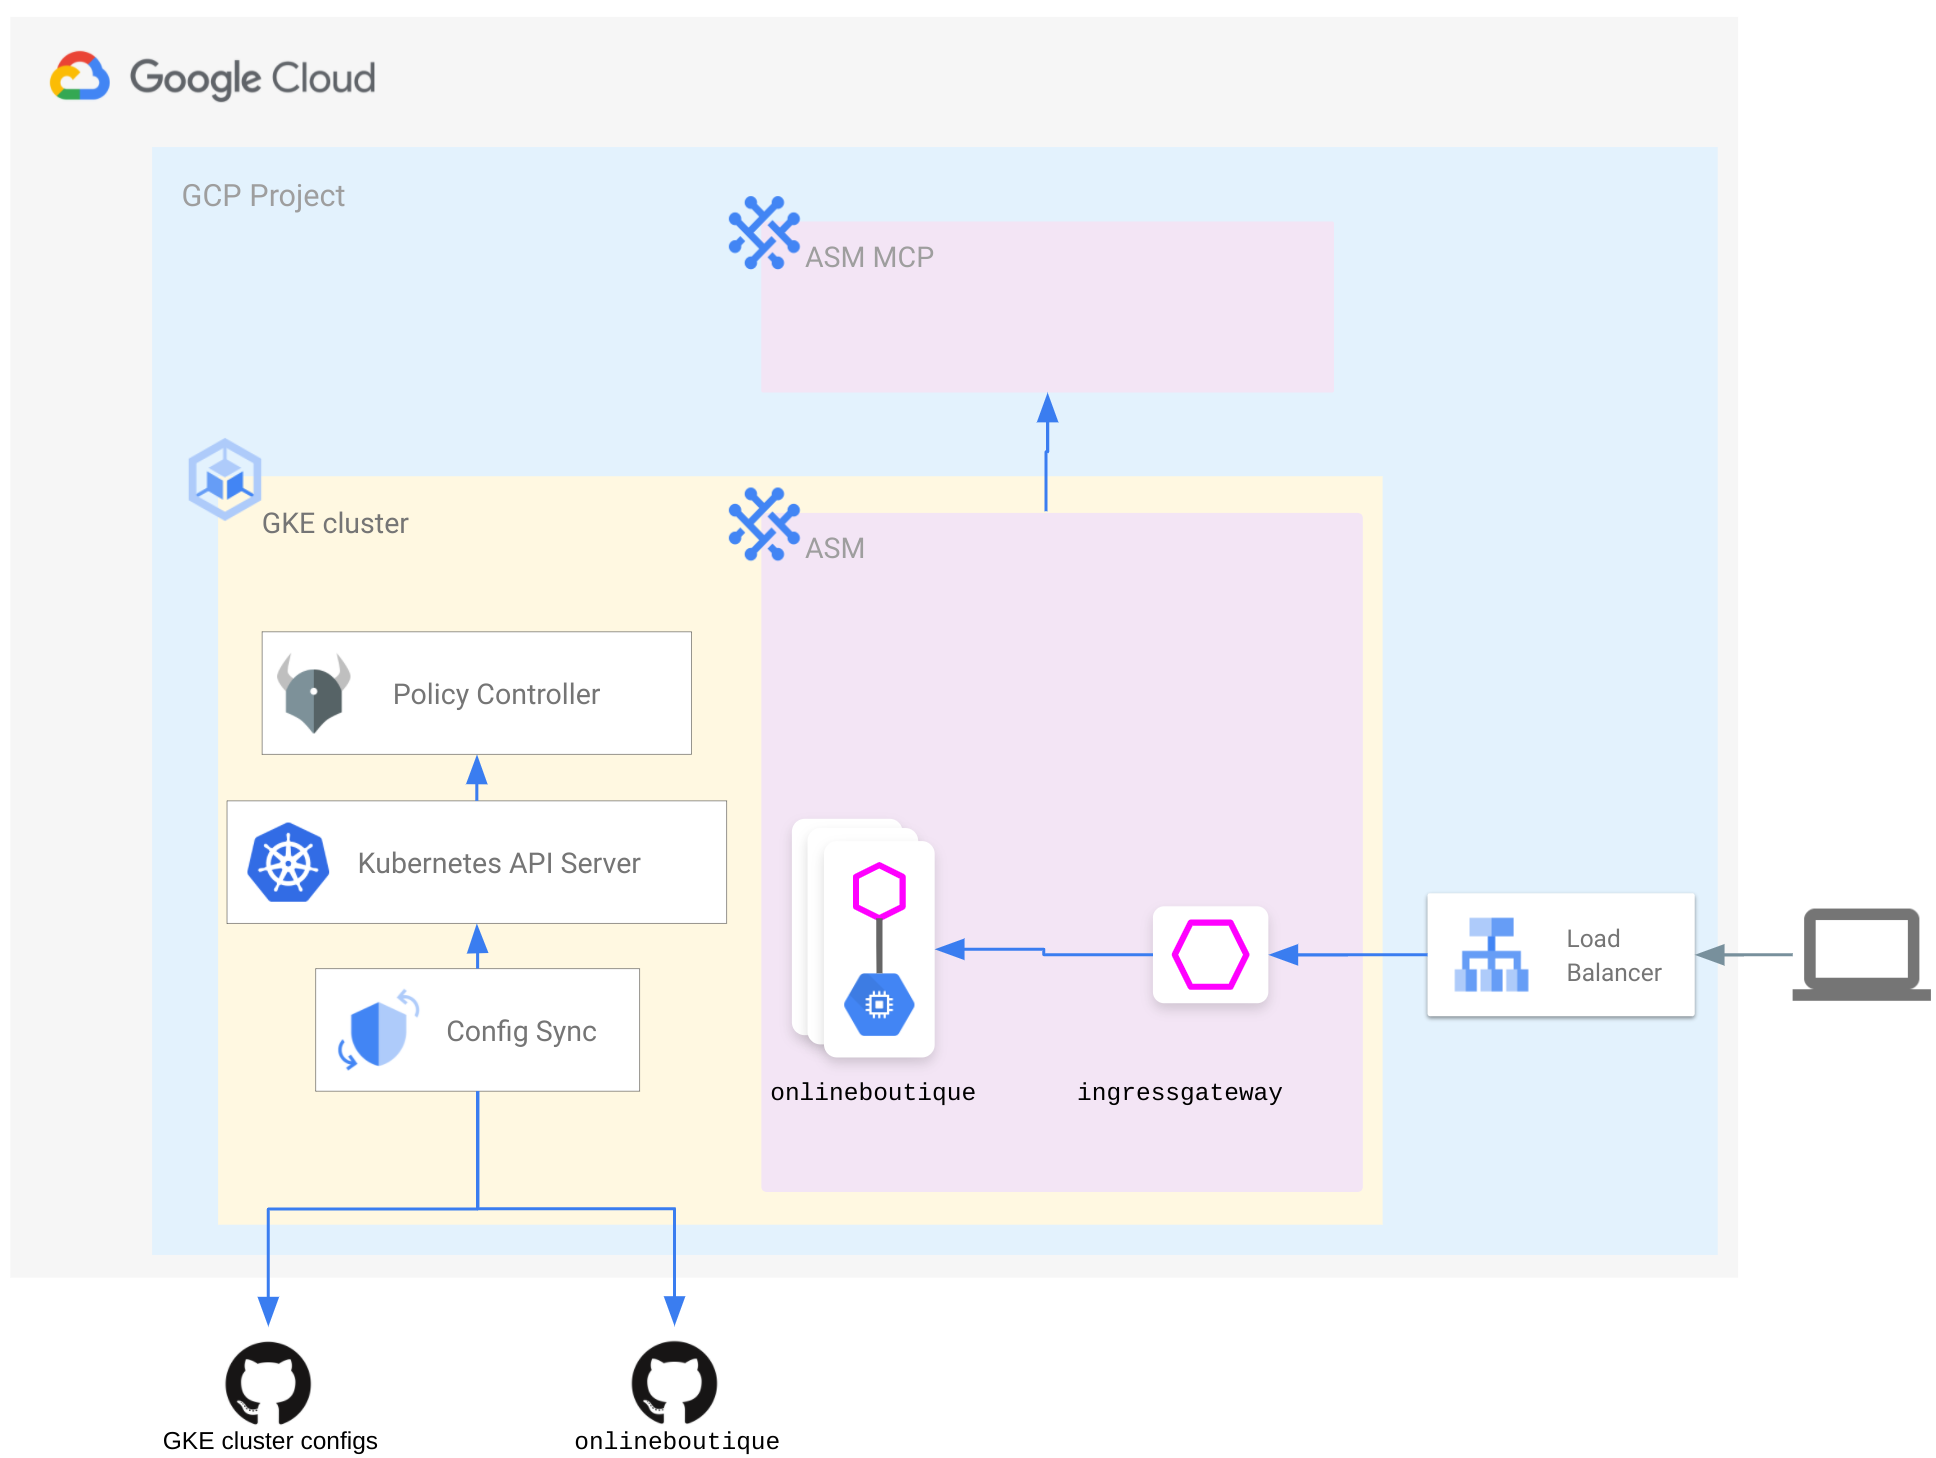 Google Cloud
GCP Project
ASM MCP
GKE cluster
ASM
Policy Controller
Kubernetes API Server
Config Sync
onlineboutique
ingressgateway
Load
Balancer
GKE cluster configs
onlineboutique